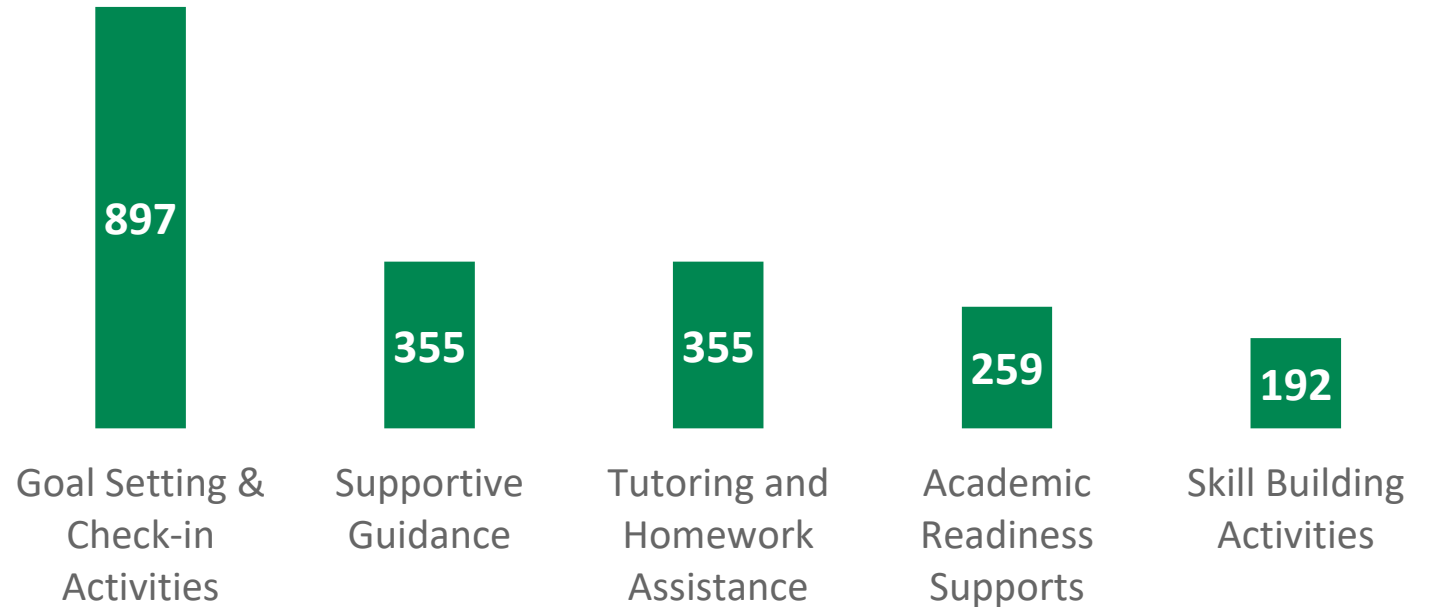 897
355
355
259
192
Goal Setting &
Check-in
Activities
Supportive
Guidance
Tutoring and
Homework
Assistance
Academic
Readiness
Supports
Skill Building
Activities